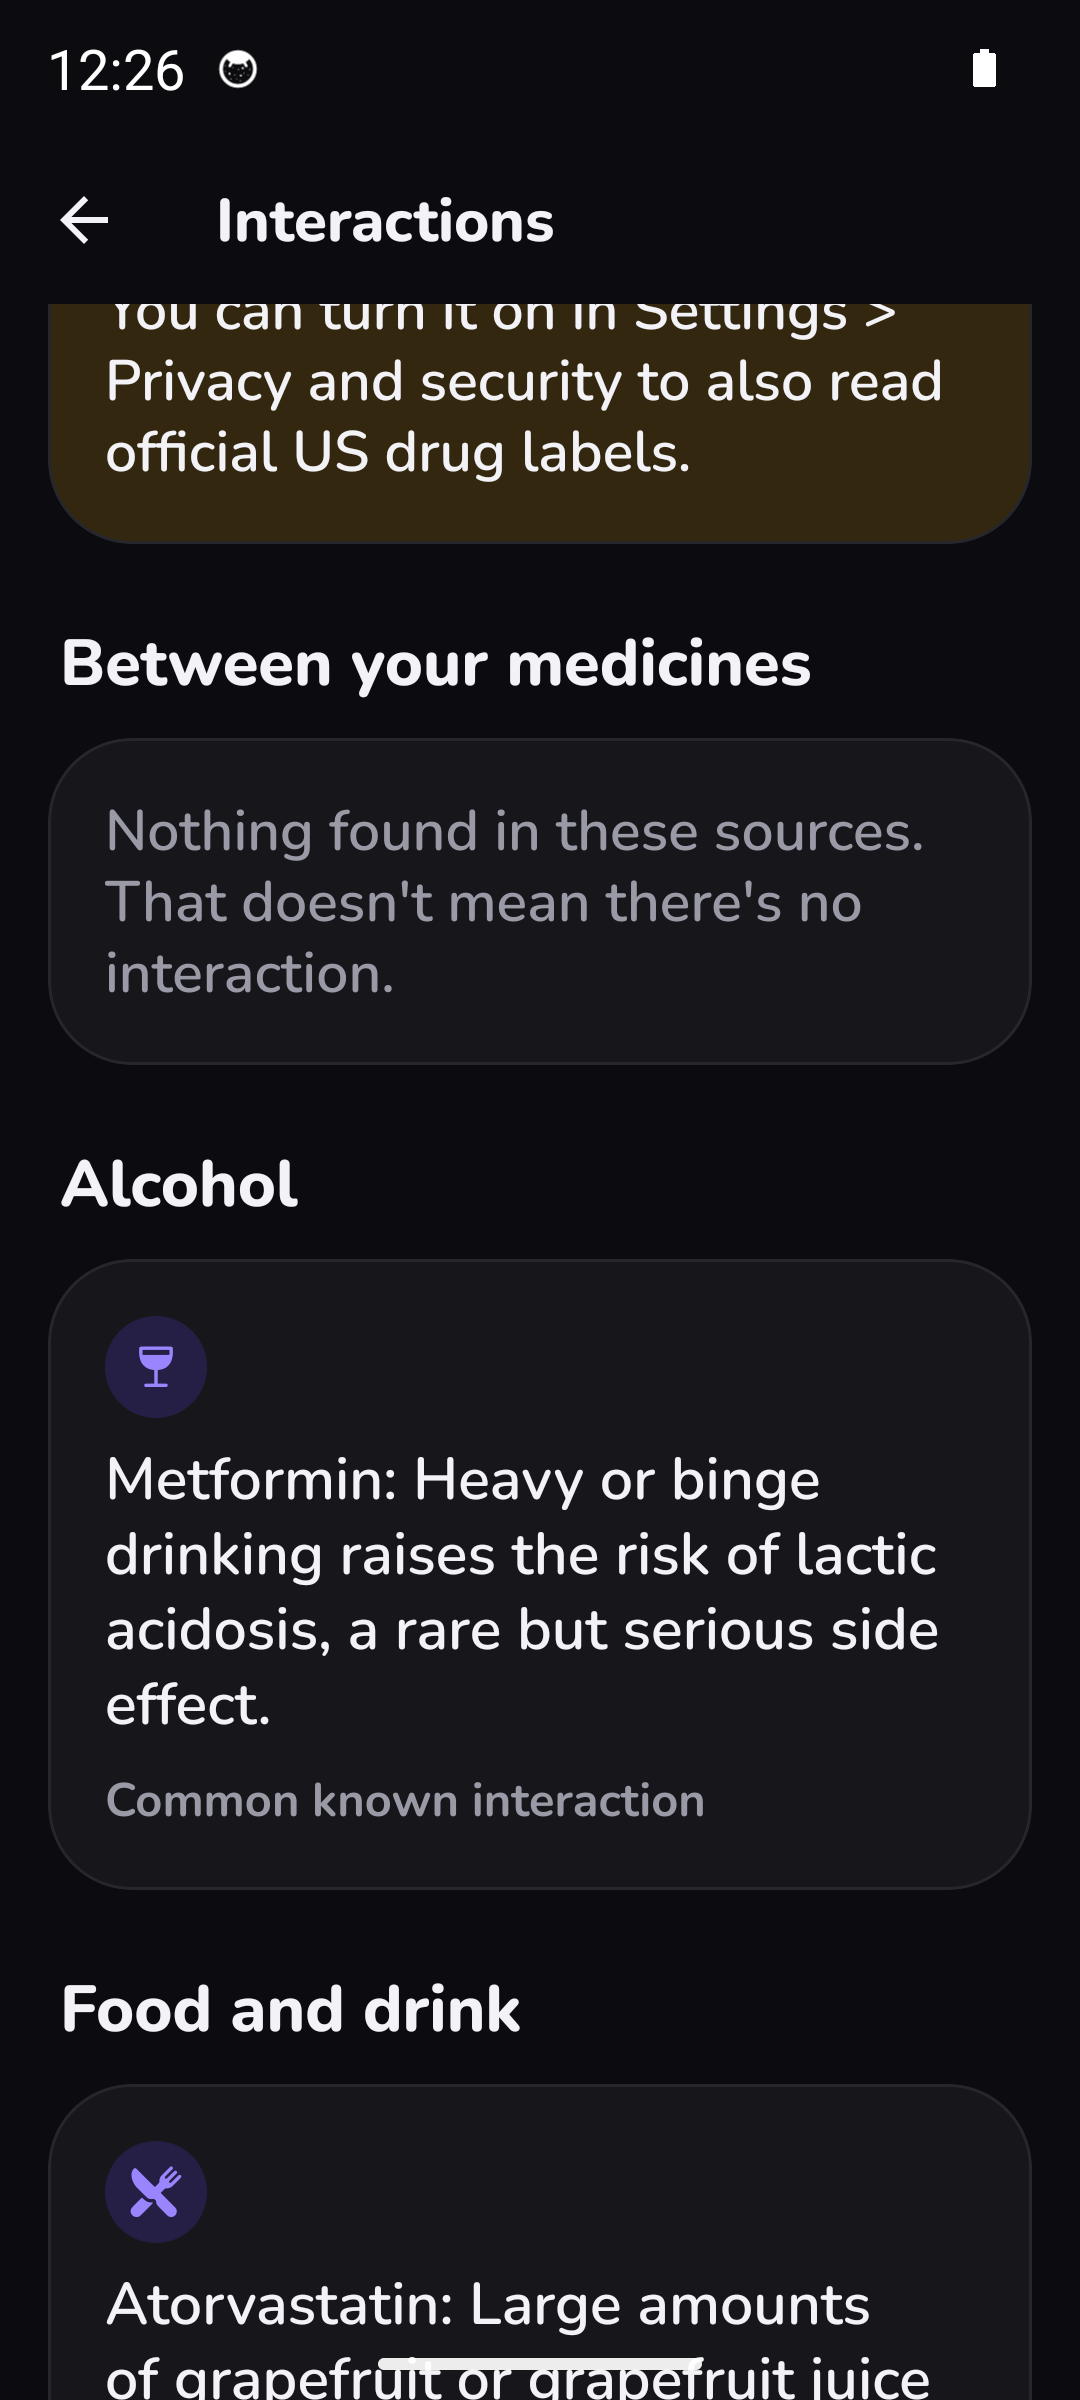 12:26
Interactions
You can turn it on in Settings >
Privacy and security to also read
official US drug labels.
Between your medicines
Nothing found in these sources.
That doesn't mean there's no
interaction.
Alcohol
Metformin: Heavy or binge
drinking raises the risk of lactic
acidosis, a rare but serious side
effect.
Common known interaction
Food and drink
Atorvastatin: Large amounts
of grapefruit or grapefruit juice